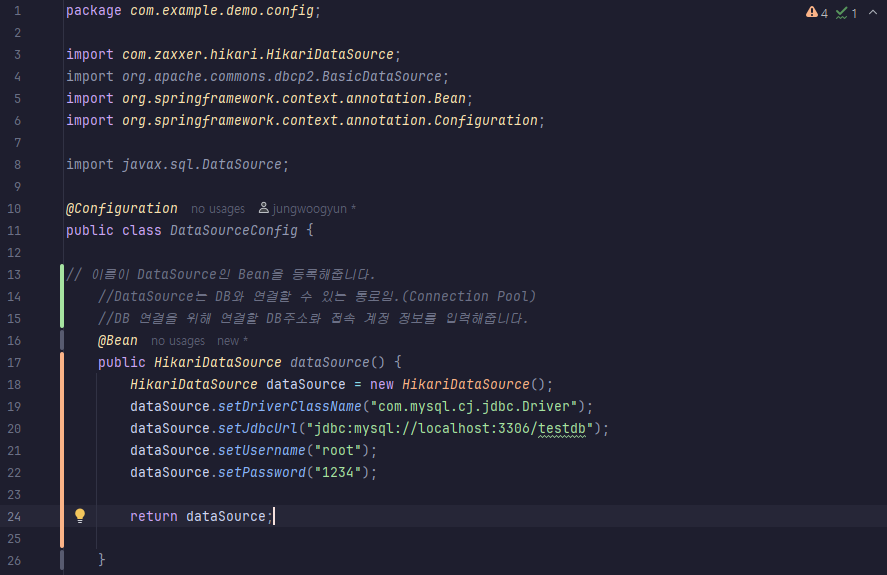 4 1
1 package com.example.demo.config;
2
3 import com.zaxxer.hikari.HikariDataSource;
4 import org.apache.commons.dbcp2.BasicDataSource;
5 import org.springframework.context.annotation.Bean;
6 import org.springframework.context.annotation.Configuration;
7
8 import javax.sql.DataSource;
9
10 @Configuration no usages jungwoogyun *
11 public class DataSourceConfig {
12
13 // 이름이 DataSource인 Bean을 등록해줍니다.
14 //DataSource는 DB와 연결할 수 있는 통로임.(Connection Pool)
15 //DB 연결을 위해 연결할 DB주소와 접속 계정 정보를 입력해줍니다.
16 @Bean no usages new *
17 public HikariDataSource dataSource() {
18 HikariDataSource dataSource = new HikariDataSource();
19 dataSource.setDriverClassName("com.mysql.cj.jdbc.Driver");
20 dataSource.setJdbcUrl("jdbc:mysql://localhost:3306/testdb");
21 dataSource.setUsername("root");
22 dataSource.setPassword("1234");
23
24 return dataSource;
25
26 }